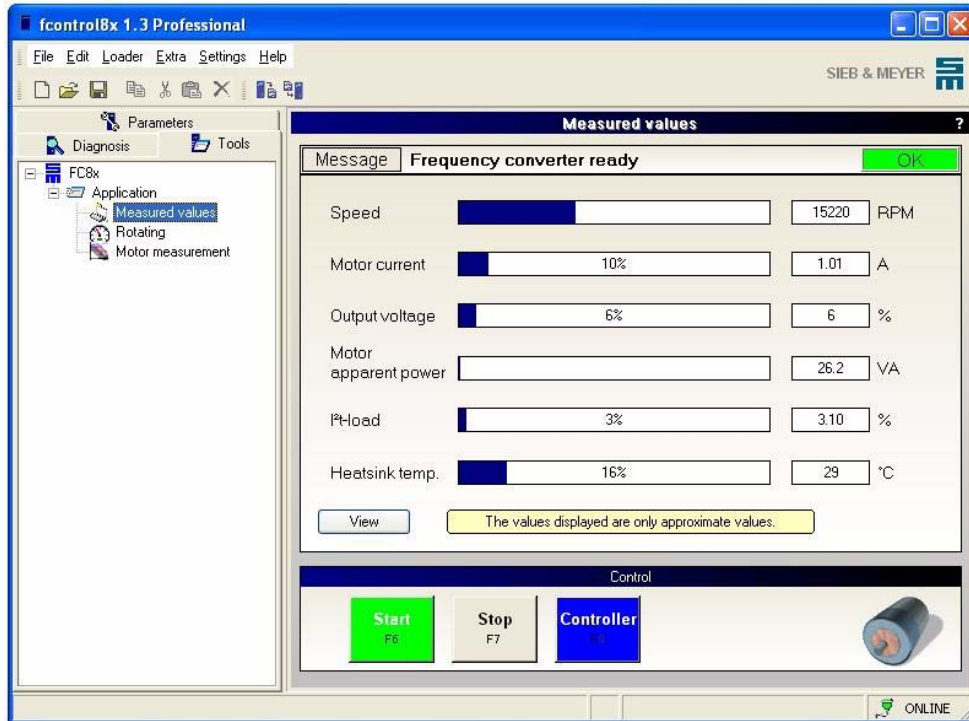 fcontrol8x 1.3 Professional
File Edit Loader Extra Settings Help
SIEB & MEYER
Parameters
Diagnosis
Tools
FC8x
Application
Measured values
Rotating
Motor measurement
Measured values ?
Message Frequency converter ready OK
Speed 15220 RPM
Motor current 10% 1.01 A
Output voltage 6% 6 %
Motor
apparent power 26.2 VA
I²t-load 3% 3.10 %
Heatsink temp. 16% 29 °C
View The values displayed are only approximate values.
Control
Start Stop Controller
F6 F7
ONLINE